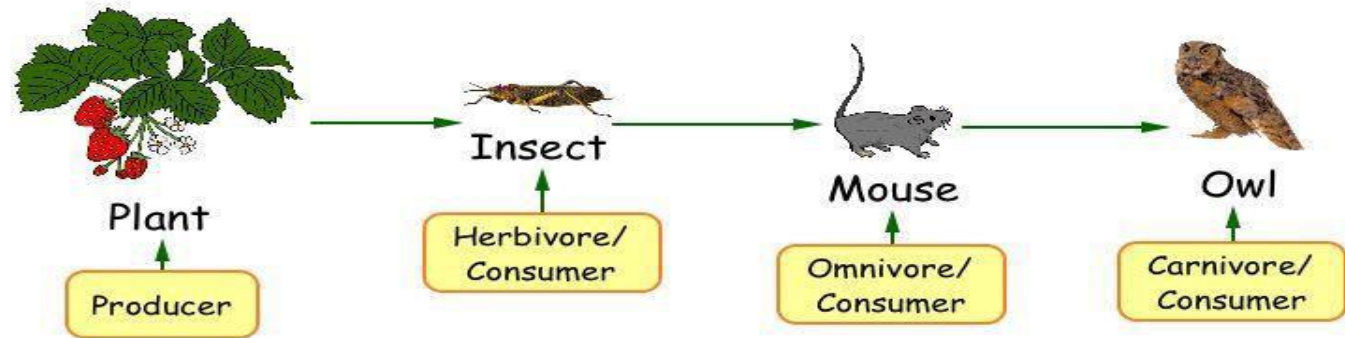 Plant
Producer
Insect
Herbivore/
Consumer
Mouse
Omnivore/
Consumer
Owl
Carnivore/
Consumer